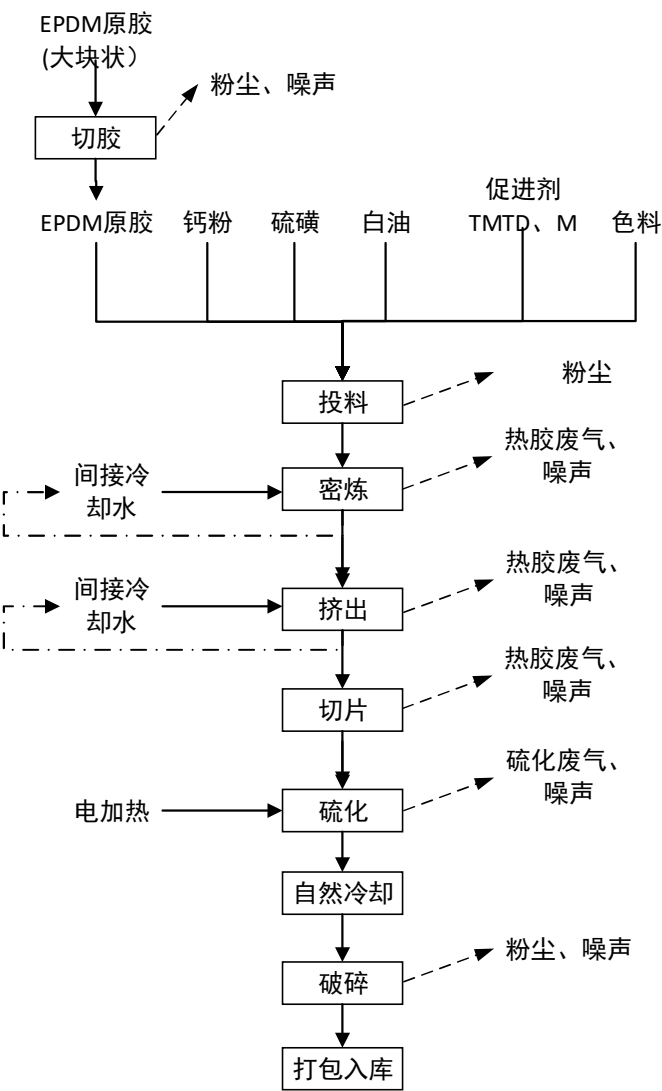 EPDM原胶
(大块状）
粉尘、噪声
切胶
促进剂
EPDM原胶 钙粉 硫磺 白油 TMTD、M 色料
投料
粉尘
热胶废气、
噪声
间接冷
却水
密炼
热胶废气、
噪声
间接冷
却水
挤出
热胶废气、
噪声
切片
硫化废气、
噪声
电加热
硫化
自然冷却
粉尘、噪声
破碎
打包入库